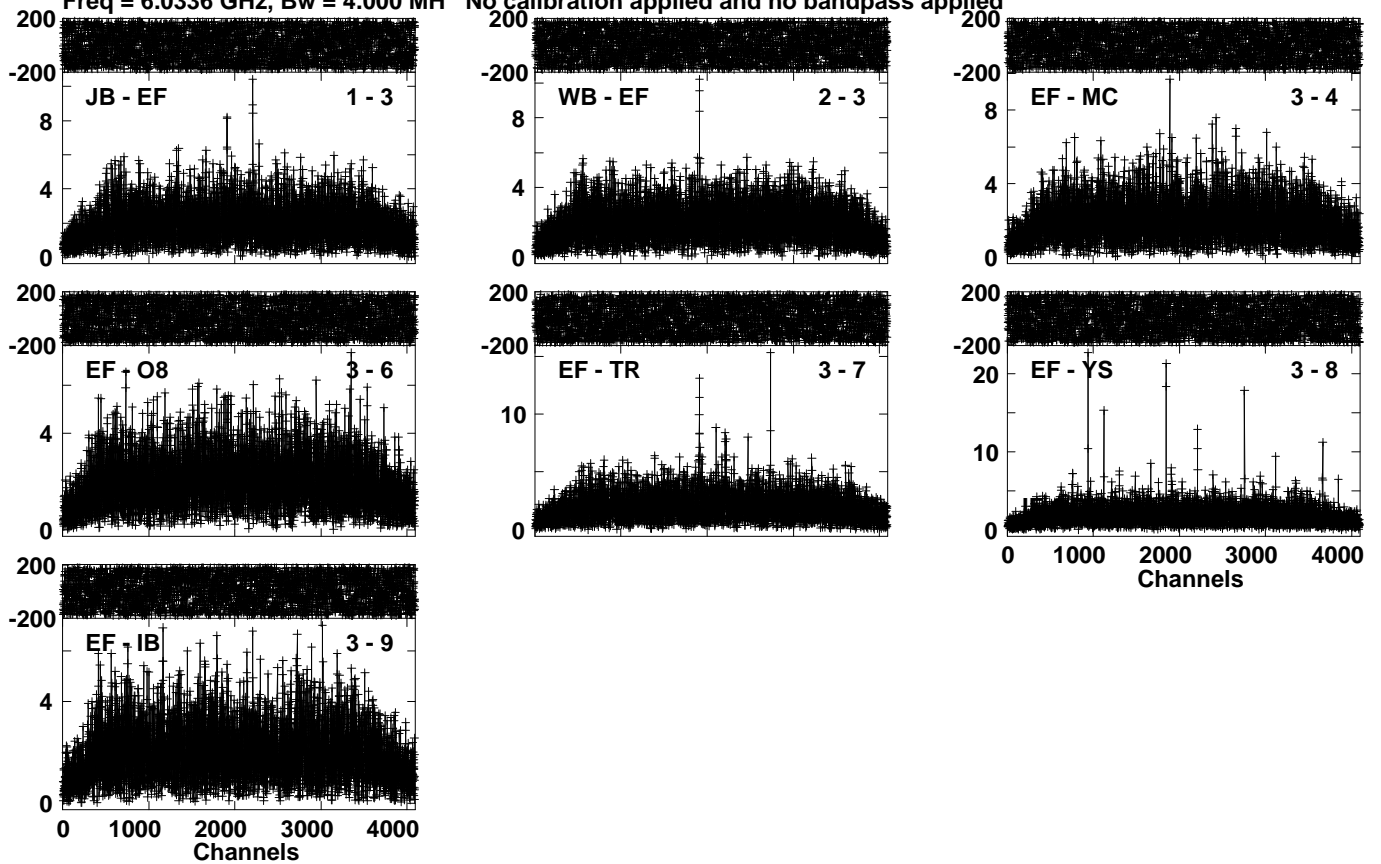 Freq = 6.0336 GHz, Bw = 4.000 MH No calibration applied and no bandpass applied
200 200 200
-200 -200 -200
JB - EF 1 - 3 WB - EF 2 - 3 EF - MC 3 - 4
8 8 8
4 4 4
0 0 0
200 200 200
-200 -200 -200
EF - O8 3 - 6 EF - TR 3 - 7 EF - YS 3 - 8
20
4 10 10
0 0 0
0 1000 2000 3000 4000
Channels
200
-200
EF - IB 3 - 9
4
0
0 1000 2000 3000 4000
Channels